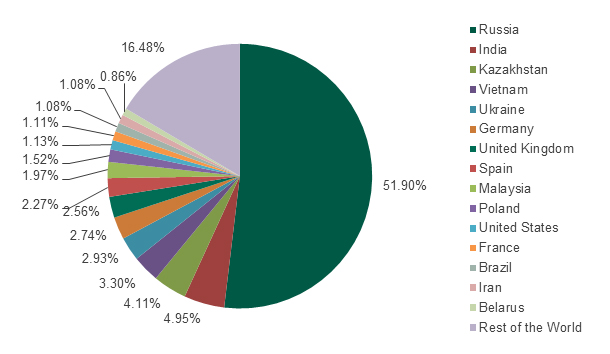 51.90%
4.95%
4.11%
3.30%
2.93%
2.74%
2.56%
2.27%
1.97%
1.52%
1.13%
1.11%
1.08%
1.08%
0.86%
16.48%
Russia
India
Kazakhstan
Vietnam
Ukraine
Germany
United Kingdom
Spain
Malaysia
Poland
United States
France
Brazil
Iran
Belarus
Rest of the World